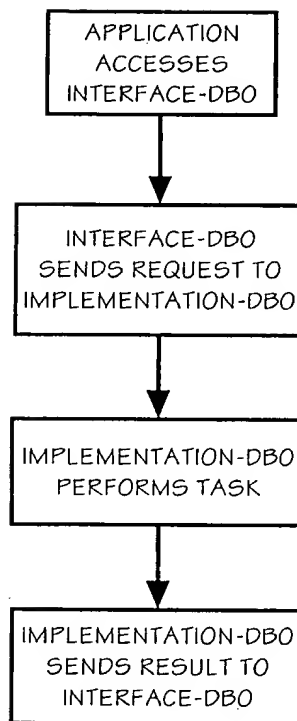 APPLICATION
ACCESSES
INTERFACE-DBO
INTERFACE-DBO
SENDS REQUEST TO
IMPLEMENTATION-DBO
IMPLEMENTATION-DBO
PERFORMS TASK
IMPLEMENTATION-DBO
SENDS RESULT TO
INTERFACE-DBO